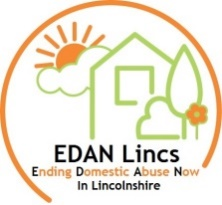 EDAN Lincs
Ending Domestic Abuse Now
In Lincolnshire